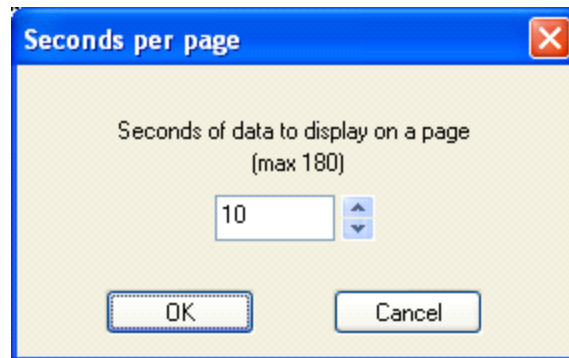 Seconds per page
Seconds of data to display on a page
(max 180)
10
OK
Cancel